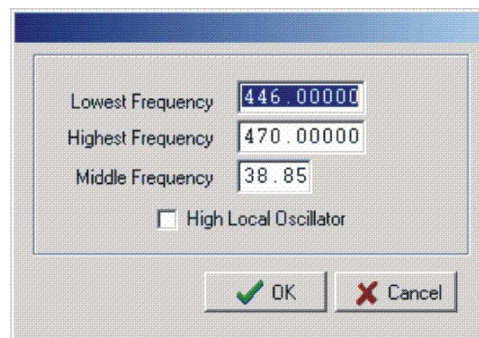 Lowest Frequency 446.00000
Highest Frequency 470.00000
Middle Frequency 38.85
High Local Oscillator
OK Cancel